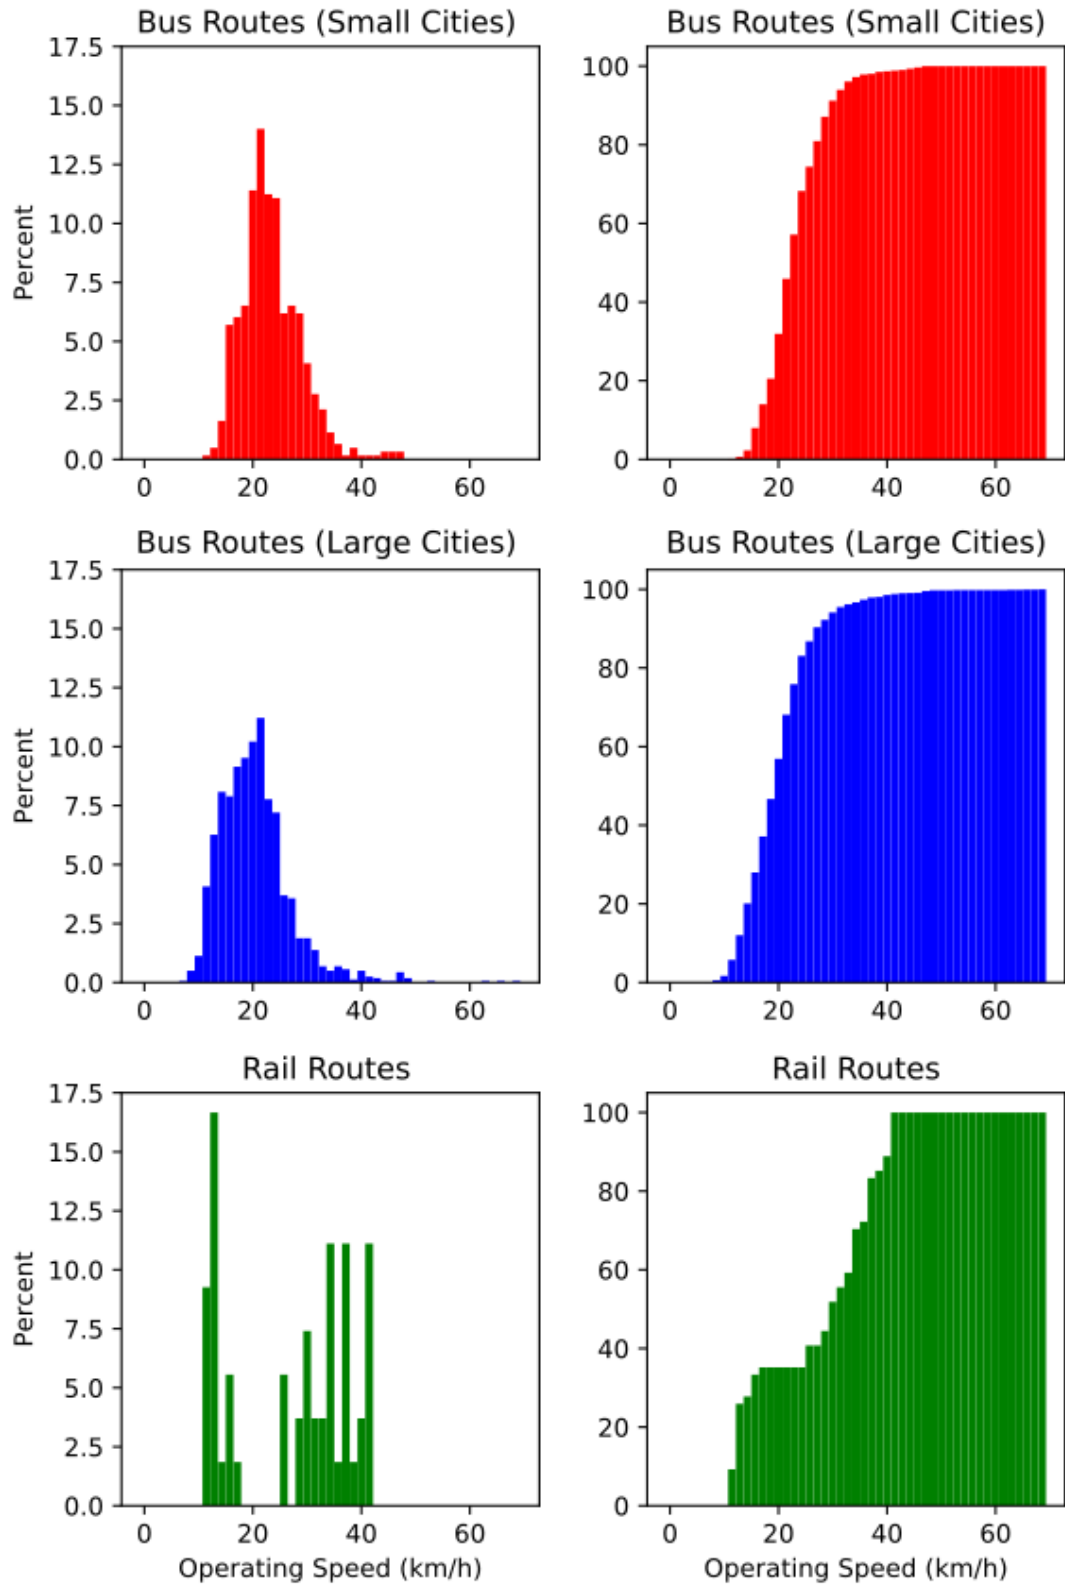 Bus Routes (Small Cities)
17.5
15.0
12.5
10.0
7.5
5.0
2.5
0.0
Percent
0 20 40 60
Bus Routes (Small Cities)
100
80
60
40
20
0
0 20 40 60
Bus Routes (Large Cities)
17.5
15.0
12.5
10.0
7.5
5.0
2.5
0.0
Percent
0 20 40 60
Bus Routes (Large Cities)
100
80
60
40
20
0
0 20 40 60
Rail Routes
17.5
15.0
12.5
10.0
7.5
5.0
2.5
0.0
Percent
0 20 40 60
Operating Speed (km/h)
Rail Routes
100
80
60
40
20
0
0 20 40 60
Operating Speed (km/h)